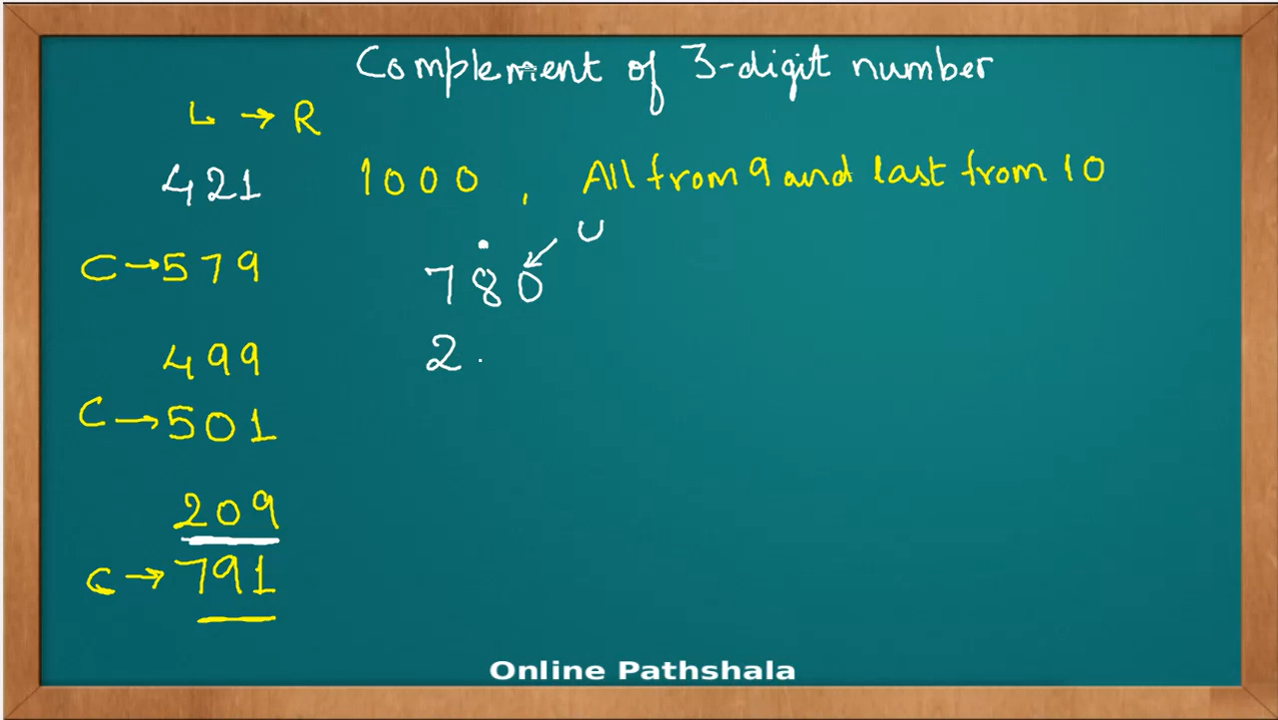 Complement of 3-digit number
L → R
421
1000 , All from 9 and last from 10
C → 579
U
780
2
499
C → 501
209
C → 791
Online Pathshala